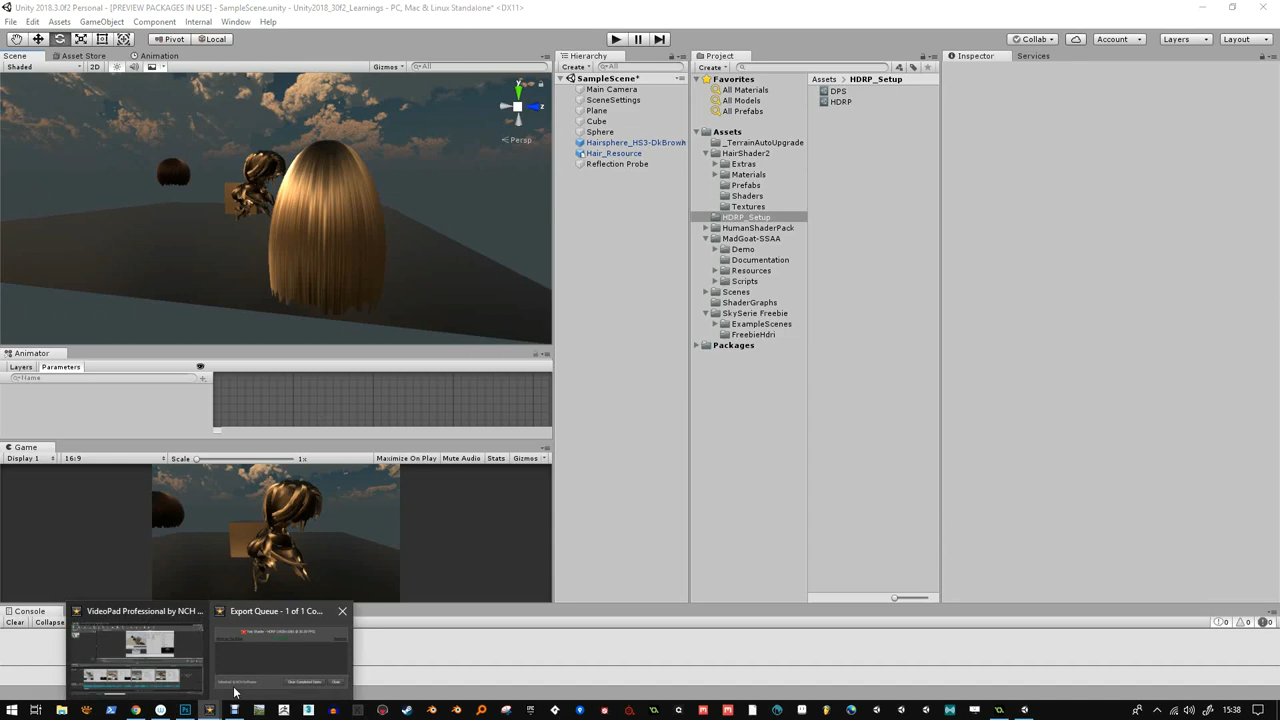 Unity 2018.3.0f2 Personal - [PREVIEW PACKAGES IN USE] - SampleScene.unity - Unity2018_30f2_Learnings - PC, Mac & Linux Standalone* <DX11>
File Edit Assets GameObject Component Internal Window Help
Pivot Local Collab Account Layers Layout
Scene Asset Store Animation
Shaded 2D Gizmos All
y
z
Persp
Animator
Layers Parameters
Name
Game
Display 1 16:9 Scale 1x Maximize On Play Mute Audio Stats Gizmos
Hierarchy
Create All
SampleScene*
Main Camera
SceneSettings
Plane
Cube
Sphere
Hairsphere_HS3-DkBrown
Hair_Resource
Reflection Probe
Project
Create
Favorites
All Materials
All Models
All Prefabs
Assets
_TerrainAutoUpgrade
HairShader2
Extras
Materials
Prefabs
Shaders
Textures
HDRP_Setup
HumanShaderPack
MadGoat-SSAA
Demo
Documentation
Resources
Scripts
Scenes
ShaderGraphs
SkySerie Freebie
ExampleScenes
FreebieHdri
Packages
Assets HDRP_Setup
DPS
HDRP
Inspector Services
Console
Clear Collapse
0 0 0
VideoPad Professional by NCH ...
Export Queue - 1 of 1 Co...
15:38